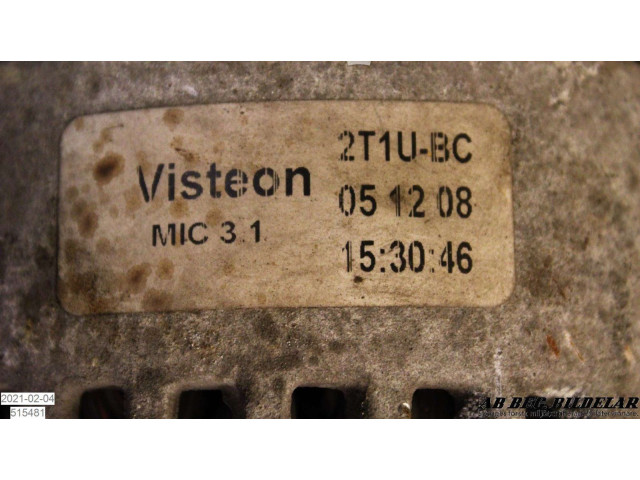 Visteon
MIC 3.1
2T1U-BC
05 12 08
15:30:46
2021-02-04
515481
AB BEG BILDELAR